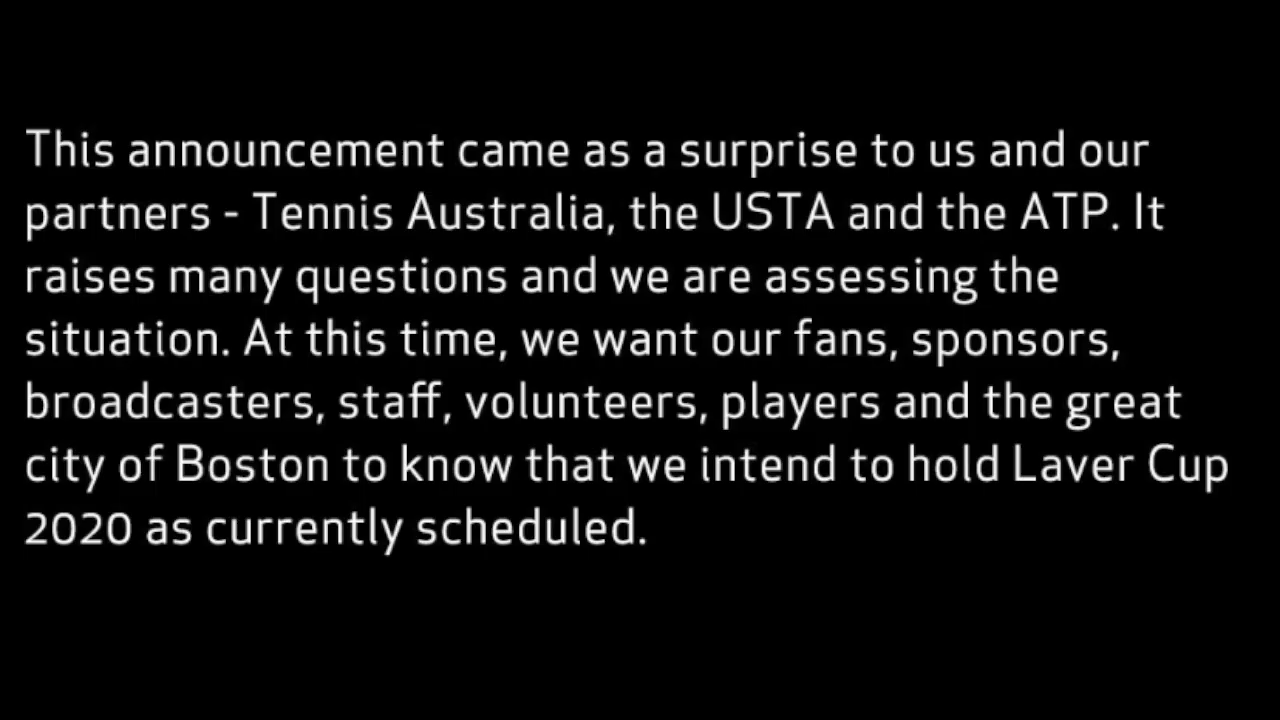 This announcement came as a surprise to us and our
partners - Tennis Australia, the USTA and the ATP. It
raises many questions and we are assessing the
situation. At this time, we want our fans, sponsors,
broadcasters, staff, volunteers, players and the great
city of Boston to know that we intend to hold Laver Cup
2020 as currently scheduled.